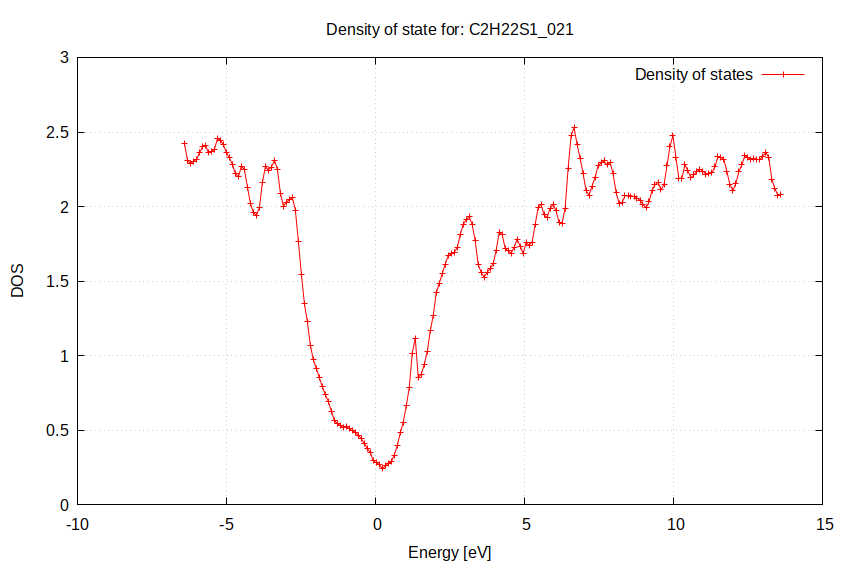 Density of state for: C2H22S1_021
Density of states
3
2.5
2
1.5
1
0.5
0
DOS
-10 -5 0 5 10 15
Energy [eV]